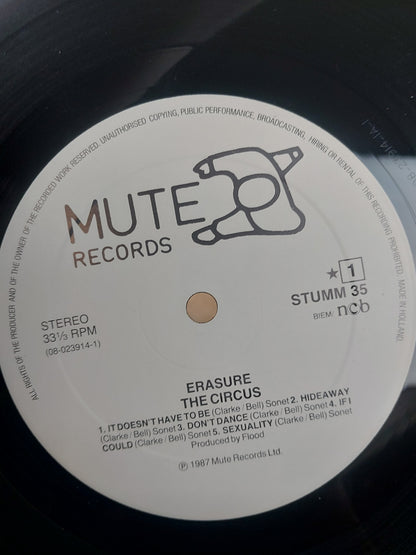 ALL RIGHTS OF THE PRODUCER AND OF THE OWNER OF THE RECORDED WORK RESERVED. UNAUTHORISED COPYING, PUBLIC PERFORMANCE, BROADCASTING, HIRING OR RENTAL OF THIS RECORDING PROHIBITED. MADE IN HOLLAND.
MUTE
RECORDS
★ 1
STUMM 35
BIEM/ ncb
STEREO
33⅓ RPM
(08-023914-1)
ERASURE
THE CIRCUS
1. IT DOESN'T HAVE TO BE (Clarke / Bell) Sonet 2. HIDEAWAY
(Clarke / Bell) Sonet 3. DON'T DANCE (Clarke / Bell) Sonet 4. IF I
COULD (Clarke / Bell) Sonet 5. SEXUALITY (Clarke / Bell) Sonet
Produced by Flood
℗ 1987 Mute Records Ltd.